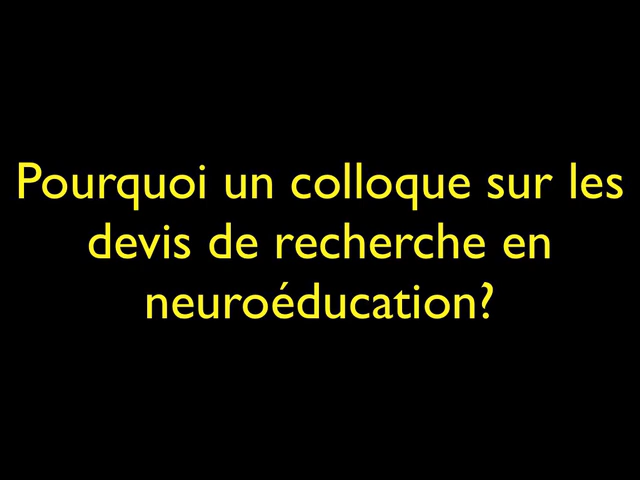 Pourquoi un colloque sur les
devis de recherche en
neuroéducation?